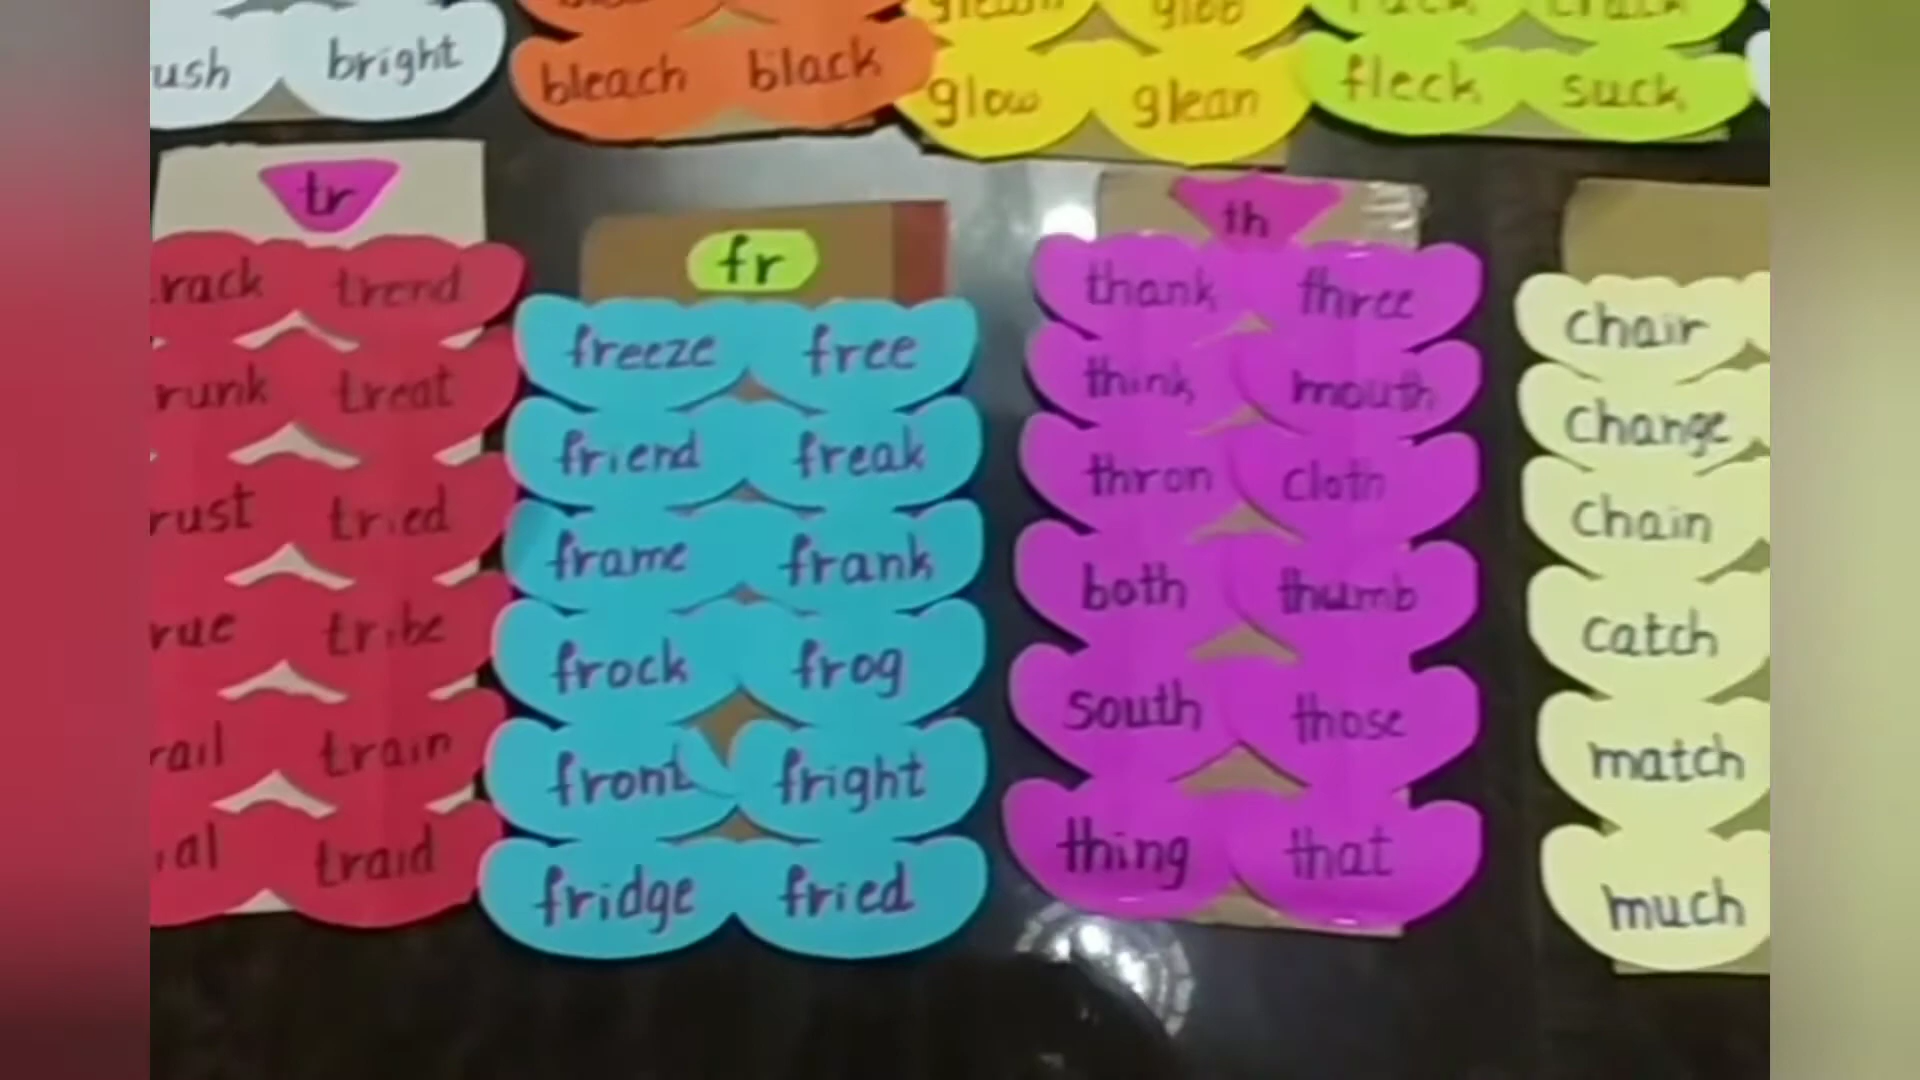 ush bright
bleach black
glow glean
fleck suck
tr
rack trend
runk treat
rust tried
rue tribe
rail train
ial traid
fr
freeze free
friend freak
frame frank
frock frog
front fright
fridge fried
th
thank three
think mouth
thron cloth
both thumb
south those
thing that
chair
change
chain
catch
match
much